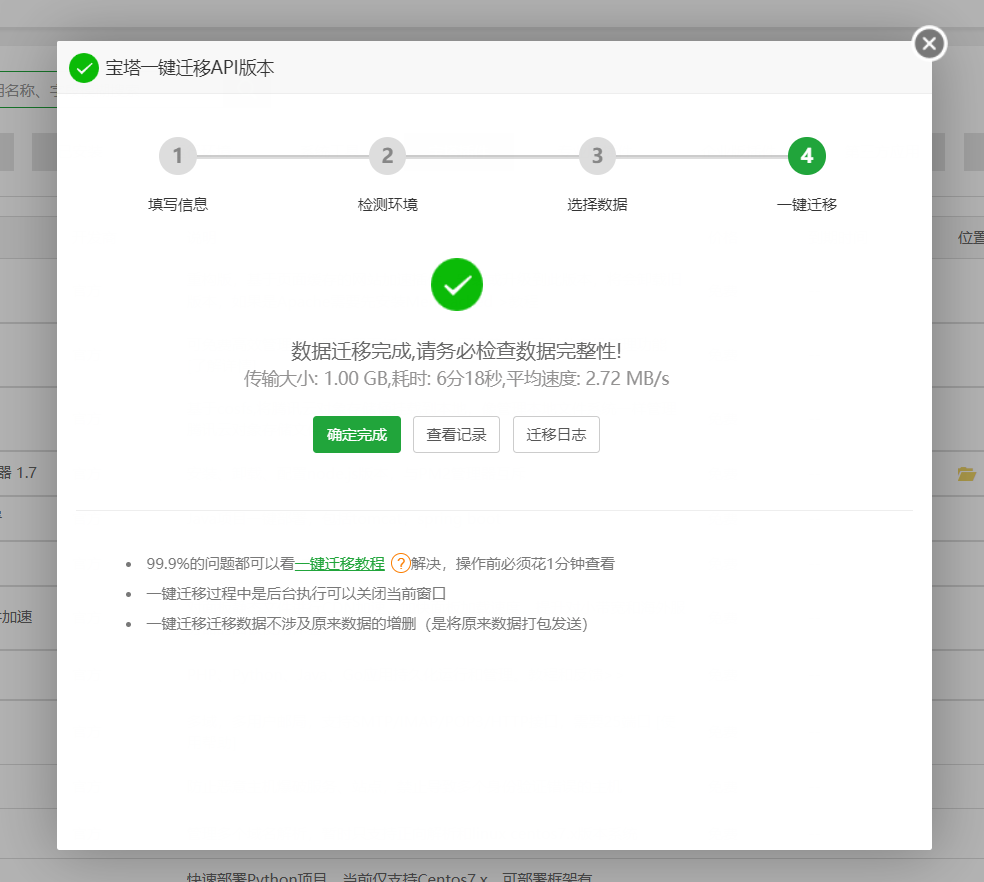 宝塔一键迁移API版本
用名称、字
1
2
3
4
填写信息
检测环境
选择数据
一键迁移
位置
数据迁移完成,请务必检查数据完整性!
传输大小: 1.00 GB,耗时: 6分18秒,平均速度: 2.72 MB/s
确定完成
查看记录
迁移日志
器 1.7
99.9%的问题都可以看一键迁移教程 ?解决，操作前必须花1分钟查看
一键迁移过程中是后台执行可以关闭当前窗口
一键迁移迁移数据不涉及原来数据的增删（是将原来数据打包发送）
加速
快速部署Python项目，当前仅支持Centos7.x，可部署框架有